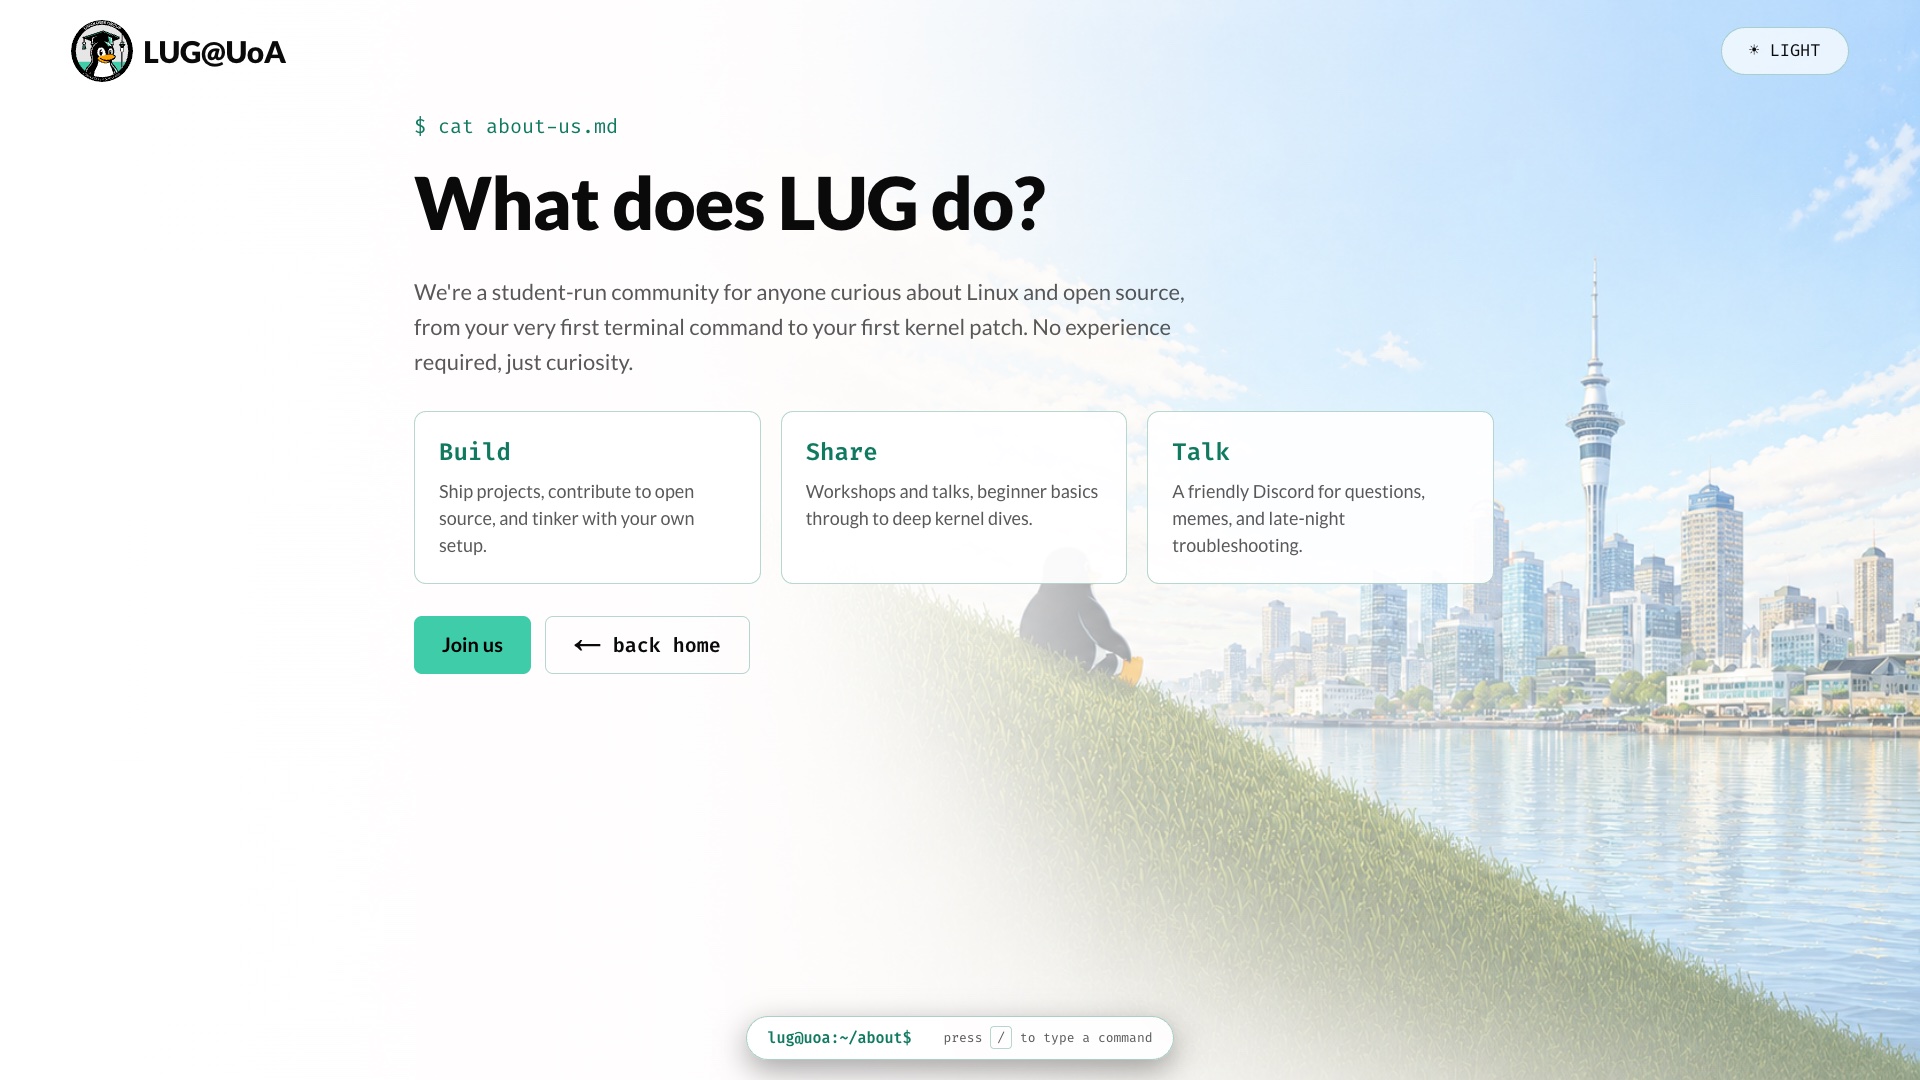 LUG@UoA
☀ LIGHT
$ cat about-us.md
What does LUG do?
We're a student-run community for anyone curious about Linux and open source,
from your very first terminal command to your first kernel patch. No experience
required, just curiosity.
Build
Ship projects, contribute to open
source, and tinker with your own
setup.
Share
Workshops and talks, beginner basics
through to deep kernel dives.
Talk
A friendly Discord for questions,
memes, and late-night
troubleshooting.
Join us
← back home
lug@uoa:~/about$ press / to type a command